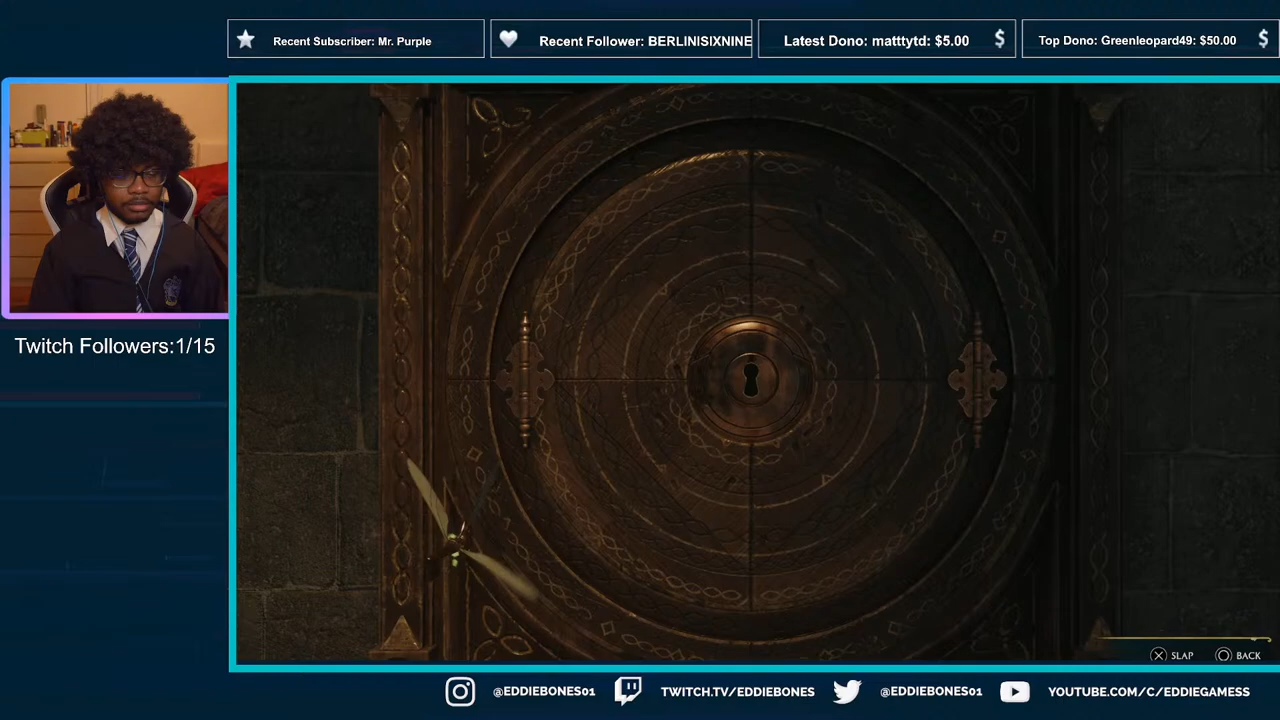 Recent Subscriber: Mr. Purple
Recent Follower: BERLINISIXNINE
Latest Dono: matttytd: $5.00
$
Top Dono: Greenleopard49: $50.00
$
Twitch Followers:1/15
SLAP
BACK
@EDDIEBONES01
TWITCH.TV/EDDIEBONES
@EDDIEBONES01
YOUTUBE.COM/C/EDDIEGAMESS